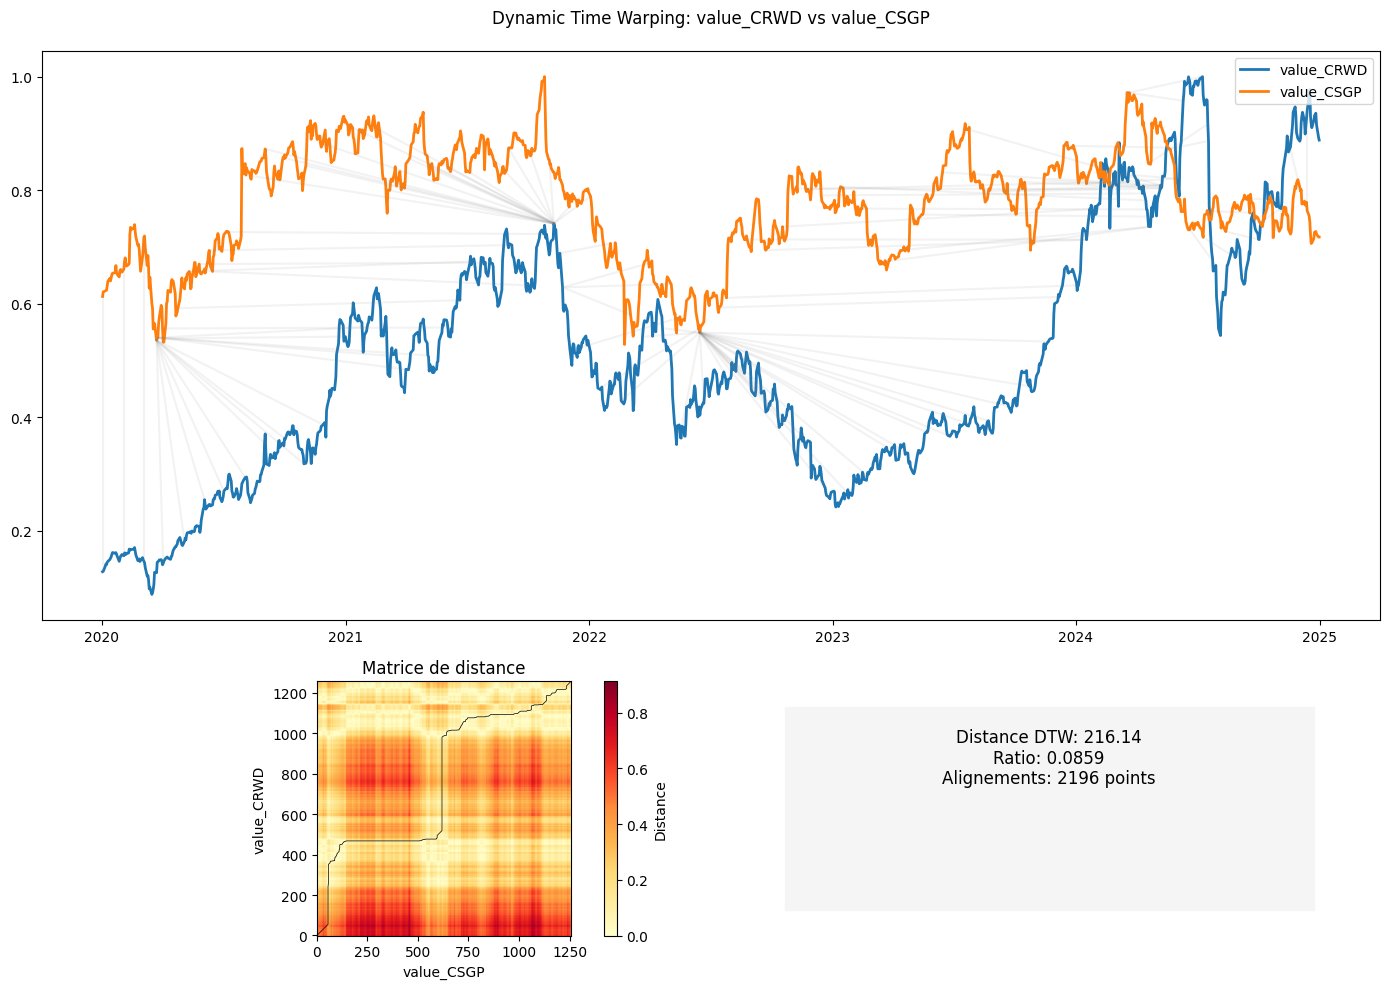 Dynamic Time Warping: value_CRWD vs value_CSGP
value_CRWD
value_CSGP
1.0
0.8
0.6
0.4
0.2
2020 2021 2022 2023 2024 2025
Matrice de distance
value_CRWD
1200
1000
800
600
400
200
0
0 250 500 750 1000 1250
value_CSGP
0.8
0.6
0.4
0.2
0.0
Distance
Distance DTW: 216.14
Ratio: 0.0859
Alignements: 2196 points